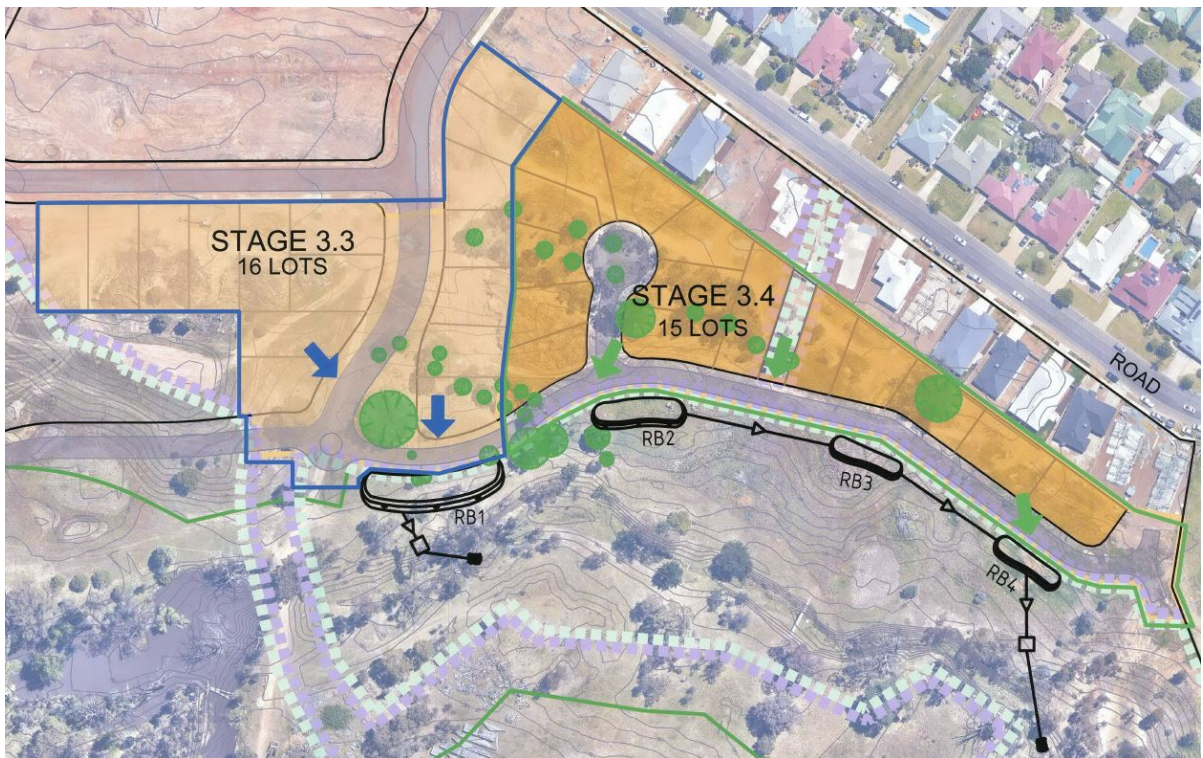 STAGE 3.3
16 LOTS
STAGE 3.4
15 LOTS
ROAD
RB1
RB2
RB3
RB4